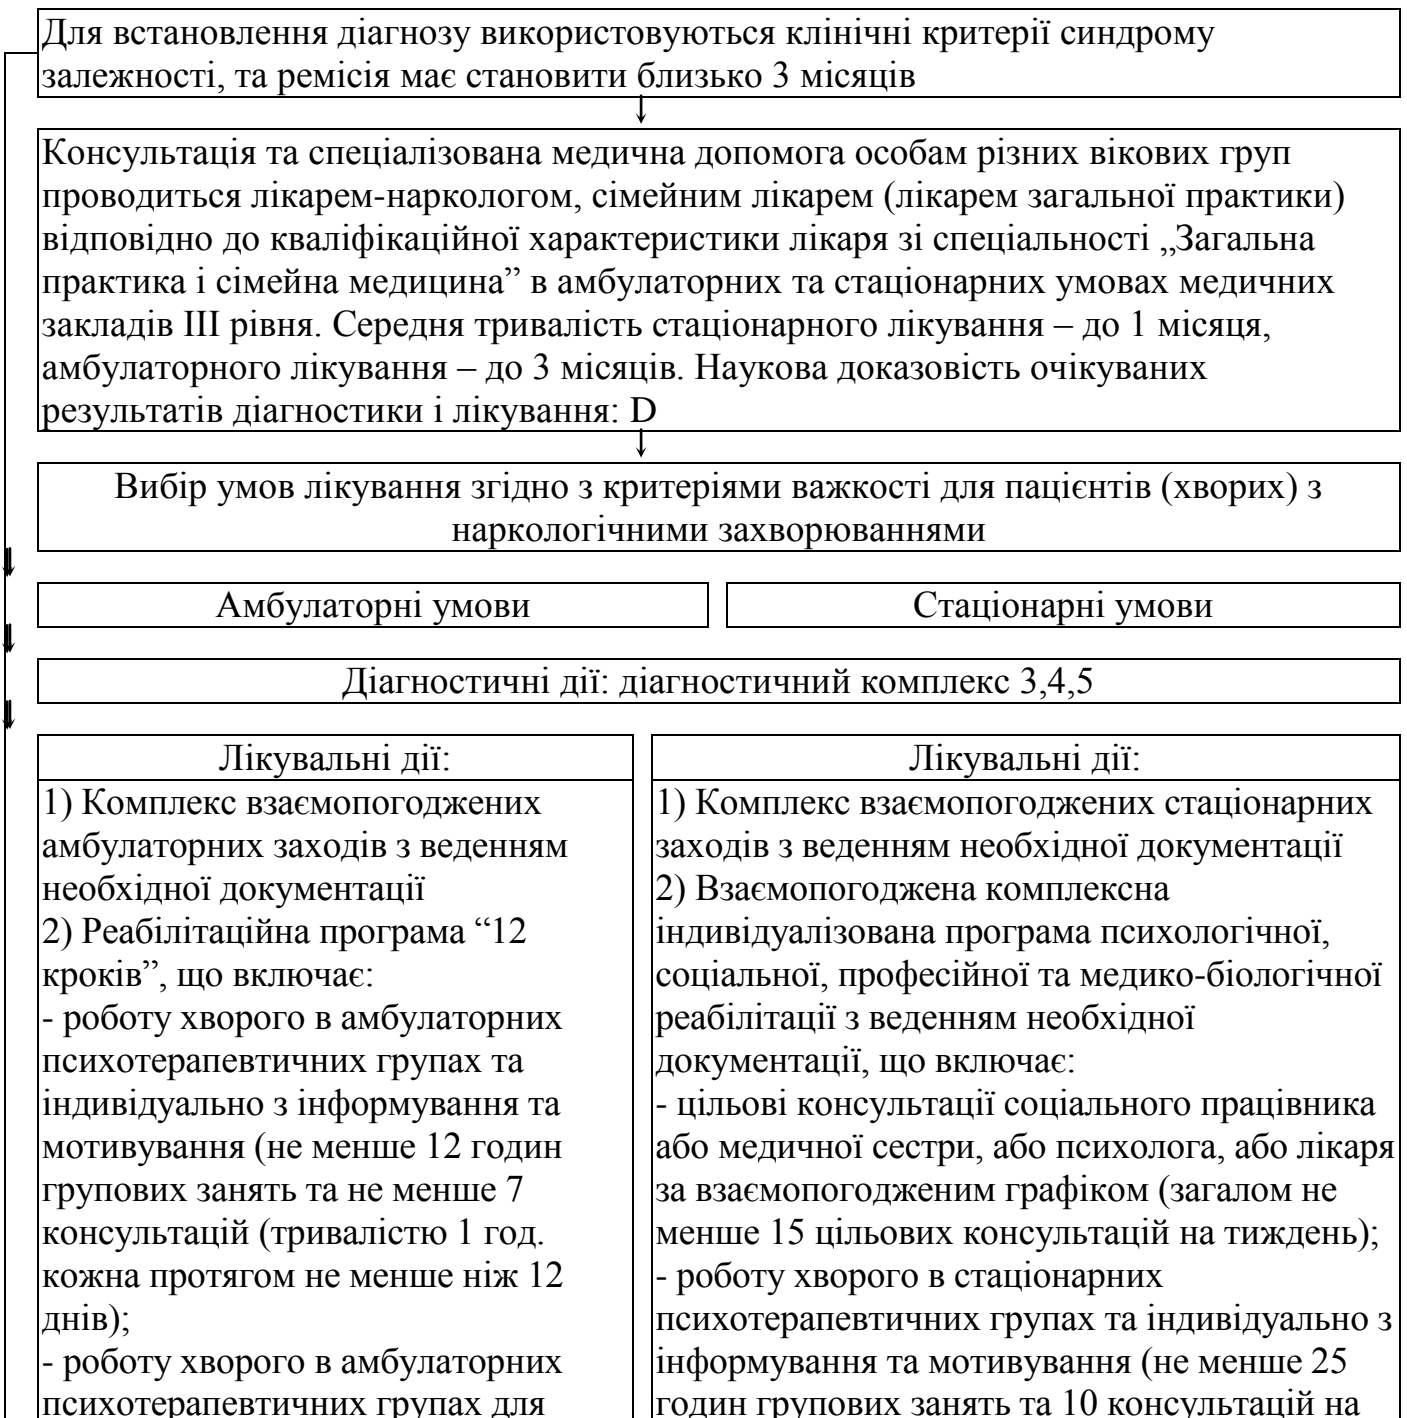 Для встановлення діагнозу використовуються клінічні критерії синдрому
залежності, та ремісія має становити близько 3 місяців
Консультація та спеціалізована медична допомога особам різних вікових груп
проводиться лікарем-наркологом, сімейним лікарем (лікарем загальної практики)
відповідно до кваліфікаційної характеристики лікаря зі спеціальності „Загальна
практика і сімейна медицина” в амбулаторних та стаціонарних умовах медичних
закладів III рівня. Середня тривалість стаціонарного лікування – до 1 місяця,
амбулаторного лікування – до 3 місяців. Наукова доказовість очікуваних
результатів діагностики і лікування: D
Вибір умов лікування згідно з критеріями важкості для пацієнтів (хворих) з
наркологічними захворюваннями
Амбулаторні умови
Стаціонарні умови
Діагностичні дії: діагностичний комплекс 3,4,5
Лікувальні дії:
1) Комплекс взаємопогоджених
амбулаторних заходів з веденням
необхідної документації
2) Реабілітаційна програма “12
кроків”, що включає:
- роботу хворого в амбулаторних
психотерапевтичних групах та
індивідуально з інформування та
мотивування (не менше 12 годин
групових занять та не менше 7
консультацій (тривалістю 1 год.
кожна протягом не менше ніж 12
днів);
- роботу хворого в амбулаторних
психотерапевтичних групах для
Лікувальні дії:
1) Комплекс взаємопогоджених стаціонарних
заходів з веденням необхідної документації
2) Взаємопогоджена комплексна
індивідуалізована програма психологічної,
соціальної, професійної та медико-біологічної
реабілітації з веденням необхідної
документації, що включає:
- цільові консультації соціального працівника
або медичної сестри, або психолога, або лікаря
за взаємопогодженим графіком (загалом не
менше 15 цільових консультацій на тиждень);
- роботу хворого в стаціонарних
психотерапевтичних групах та індивідуально з
інформування та мотивування (не менше 25
годин групових занять та 10 консультацій на